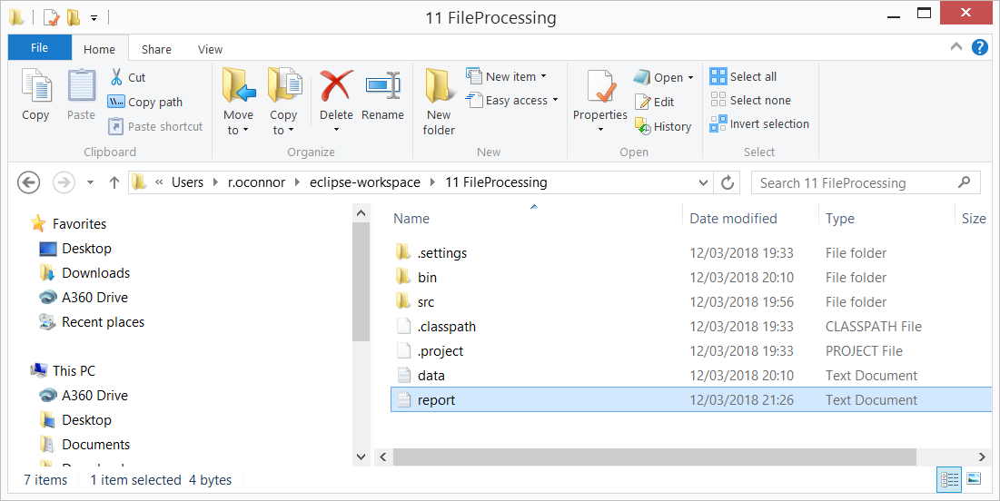 11 FileProcessing
File Home Share View
Copy
Paste
Cut
Copy path
Paste shortcut
Clipboard
Move to
Copy to
Delete
Rename
Organize
New folder
New item
Easy access
New
Properties
Open
Edit
History
Open
Select all
Select none
Invert selection
Select
« Users eclipse-workspace 11 FileProcessing
Search 11 FileProcessing
Favorites
Desktop
Downloads
A360 Drive
Recent places
This PC
A360 Drive
Desktop
Documents
Name Date modified Type Size
.settings 12/03/2018 19:33 File folder
bin 12/03/2018 20:10 File folder
src 12/03/2018 19:56 File folder
.classpath 12/03/2018 19:33 CLASSPATH File
.project 12/03/2018 19:33 PROJECT File
data 12/03/2018 20:10 Text Document
report 12/03/2018 21:26 Text Document
7 items 1 item selected 4 bytes